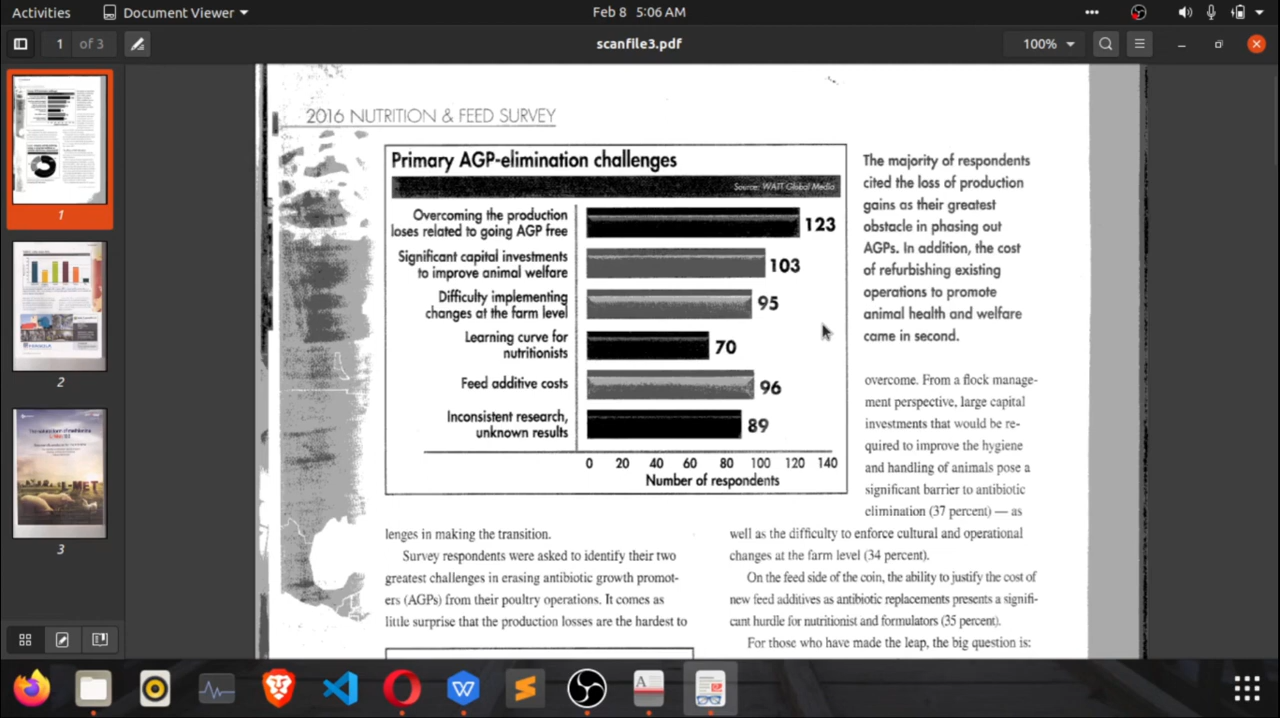 Activities
Document Viewer
Feb 8 5:06 AM
1 of 3
scanfile3.pdf
100%
1
2
3
2016 NUTRITION & FEED SURVEY
Primary AGP-elimination challenges
Source: WATT Global Media
Overcoming the production
loses related to going AGP free
123
Significant capital investments
to improve animal welfare
103
Difficulty implementing
changes at the farm level
95
Learning curve for
nutritionists
70
Feed additive costs
96
Inconsistent research,
unknown results
89
0 20 40 60 80 100 120 140
Number of respondents
The majority of respondents
cited the loss of production
gains as their greatest
obstacle in phasing out
AGPs. In addition, the cost
of refurbishing existing
operations to promote
animal health and welfare
came in second.
lenges in making the transition.
Survey respondents were asked to identify their two
greatest challenges in erasing antibiotic growth promot-
ers (AGPs) from their poultry operations. It comes as
little surprise that the production losses are the hardest to
overcome. From a flock manage-
ment perspective, large capital
investments that would be re-
quired to improve the hygiene
and handling of animals pose a
significant barrier to antibiotic
elimination (37 percent) — as
well as the difficulty to enforce cultural and operational
changes at the farm level (34 percent).
On the feed side of the coin, the ability to justify the cost of
new feed additives as antibiotic replacements presents a signifi-
cant hurdle for nutritionist and formulators (35 percent).
For those who have made the leap, the big question is: